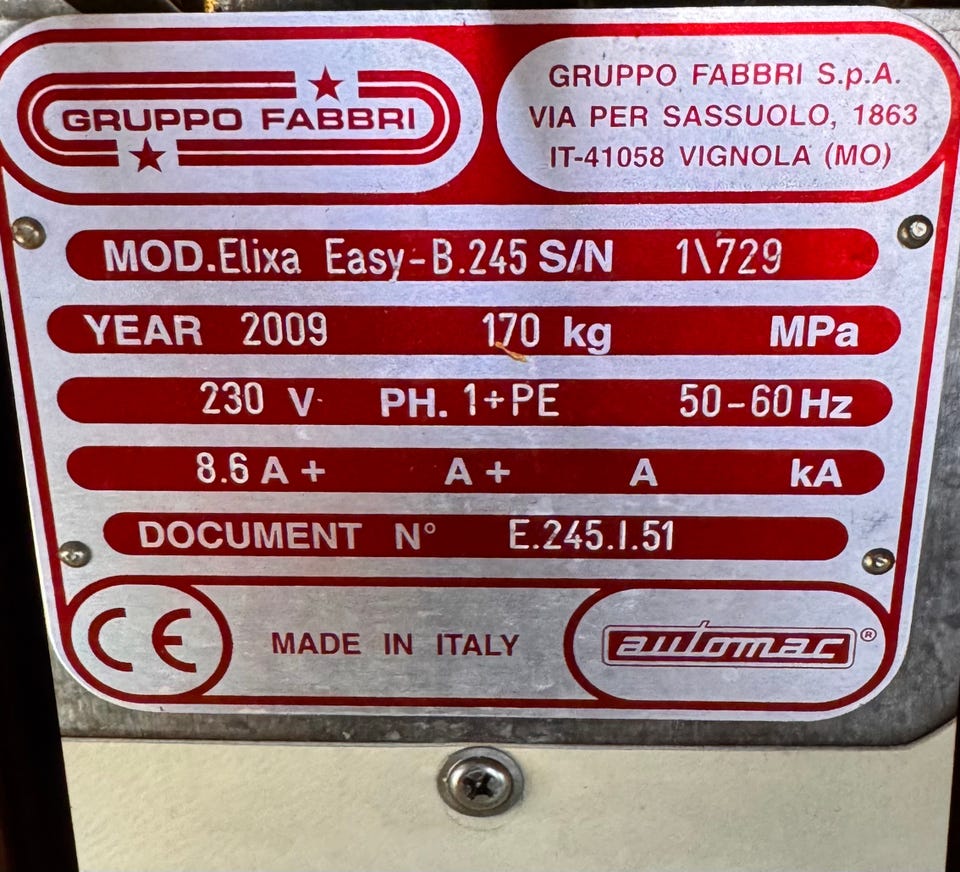 GRUPPO FABBRI
GRUPPO FABBRI S.p.A.
VIA PER SASSUOLO, 1863
IT-41058 VIGNOLA (MO)
MOD.Elixa Easy-B.245 S/N 1\729
YEAR 2009 170 kg MPa
230 V PH. 1+PE 50-60 Hz
8.6 A + A + A kA
DOCUMENT N° E.245.I.51
CE
MADE IN ITALY
automac®